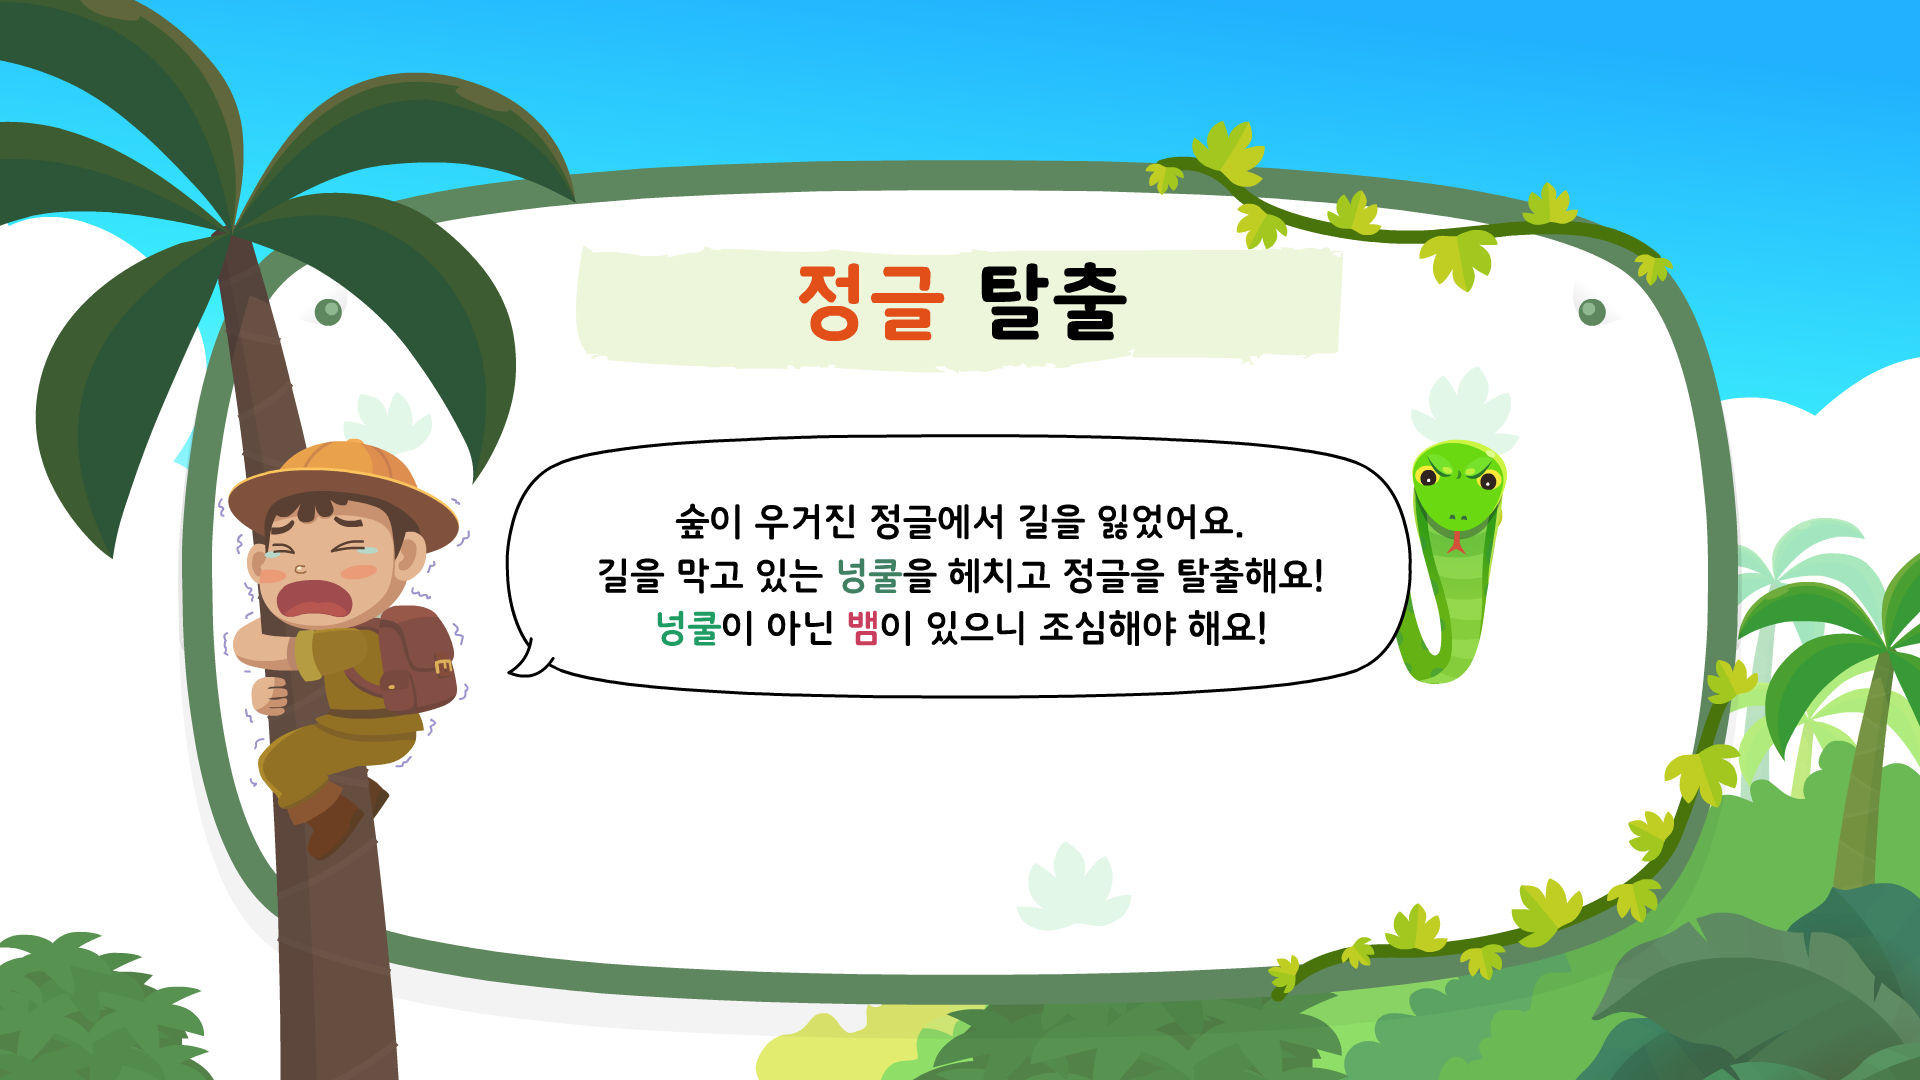 정글 탈출
숲이 우거진 정글에서 길을 잃었어요.
길을 막고 있는 넝쿨을 헤치고 정글을 탈출해요!
넝쿨이 아닌 뱀이 있으니 조심해야 해요!